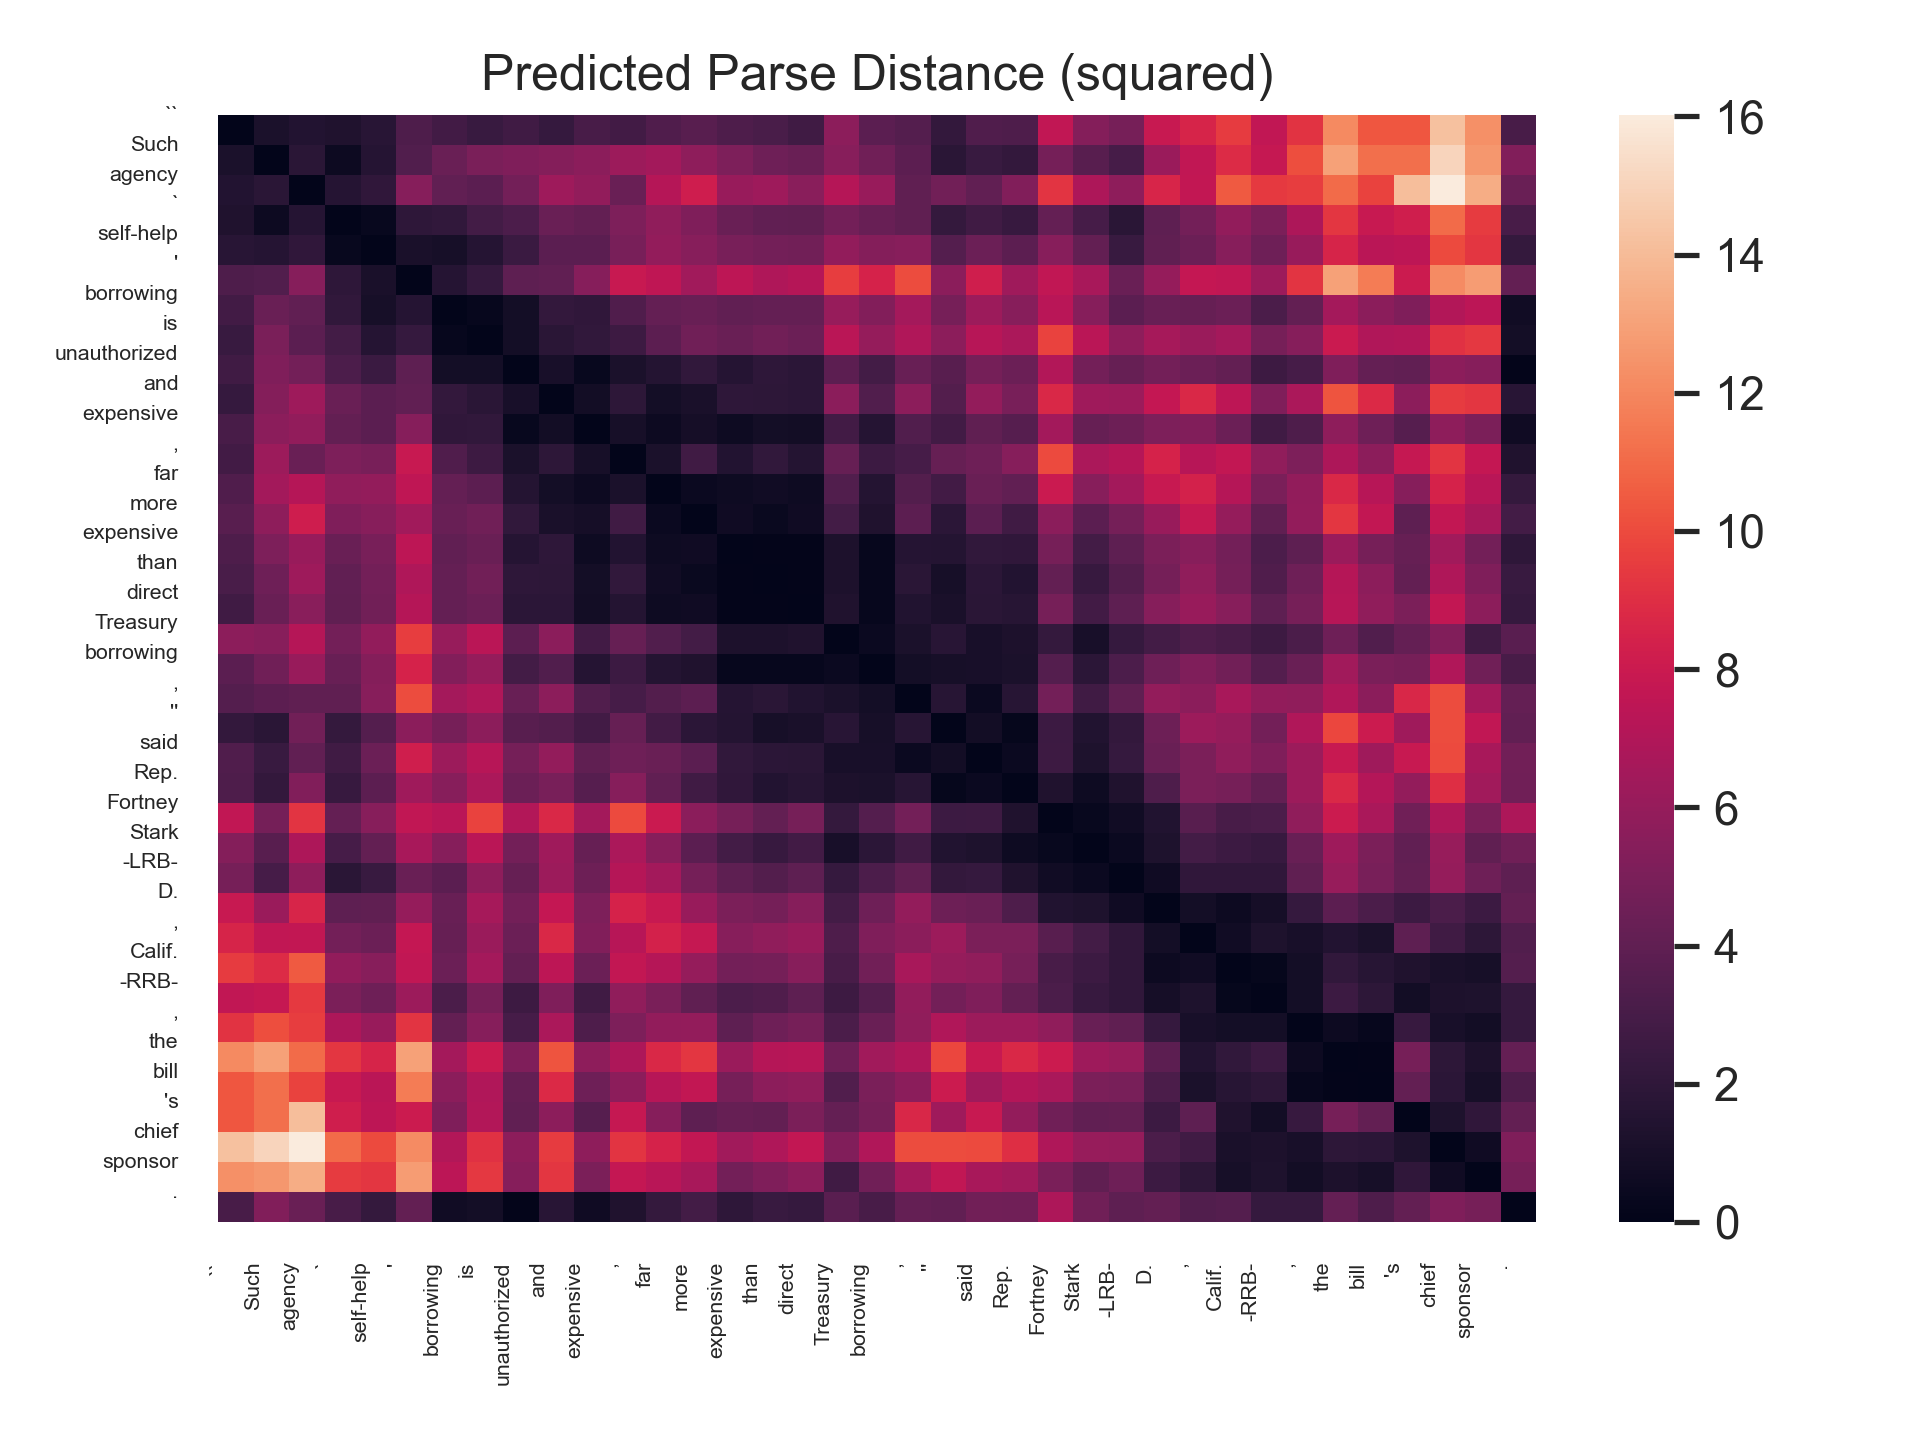 Predicted Parse Distance (squared)
``
Such
agency
`
self-help
'
borrowing
is
unauthorized
and
expensive
,
far
more
expensive
than
direct
Treasury
borrowing
,
''
said
Rep.
Fortney
Stark
-LRB-
D.
,
Calif.
-RRB-
,
the
bill
's
chief
sponsor
.
16
14
12
10
8
6
4
2
0
`` Such agency ` self-help ' borrowing is unauthorized and expensive , far more expensive than direct Treasury borrowing , '' said Rep. Fortney Stark -LRB- D. , Calif. -RRB- , the bill 's chief sponsor .